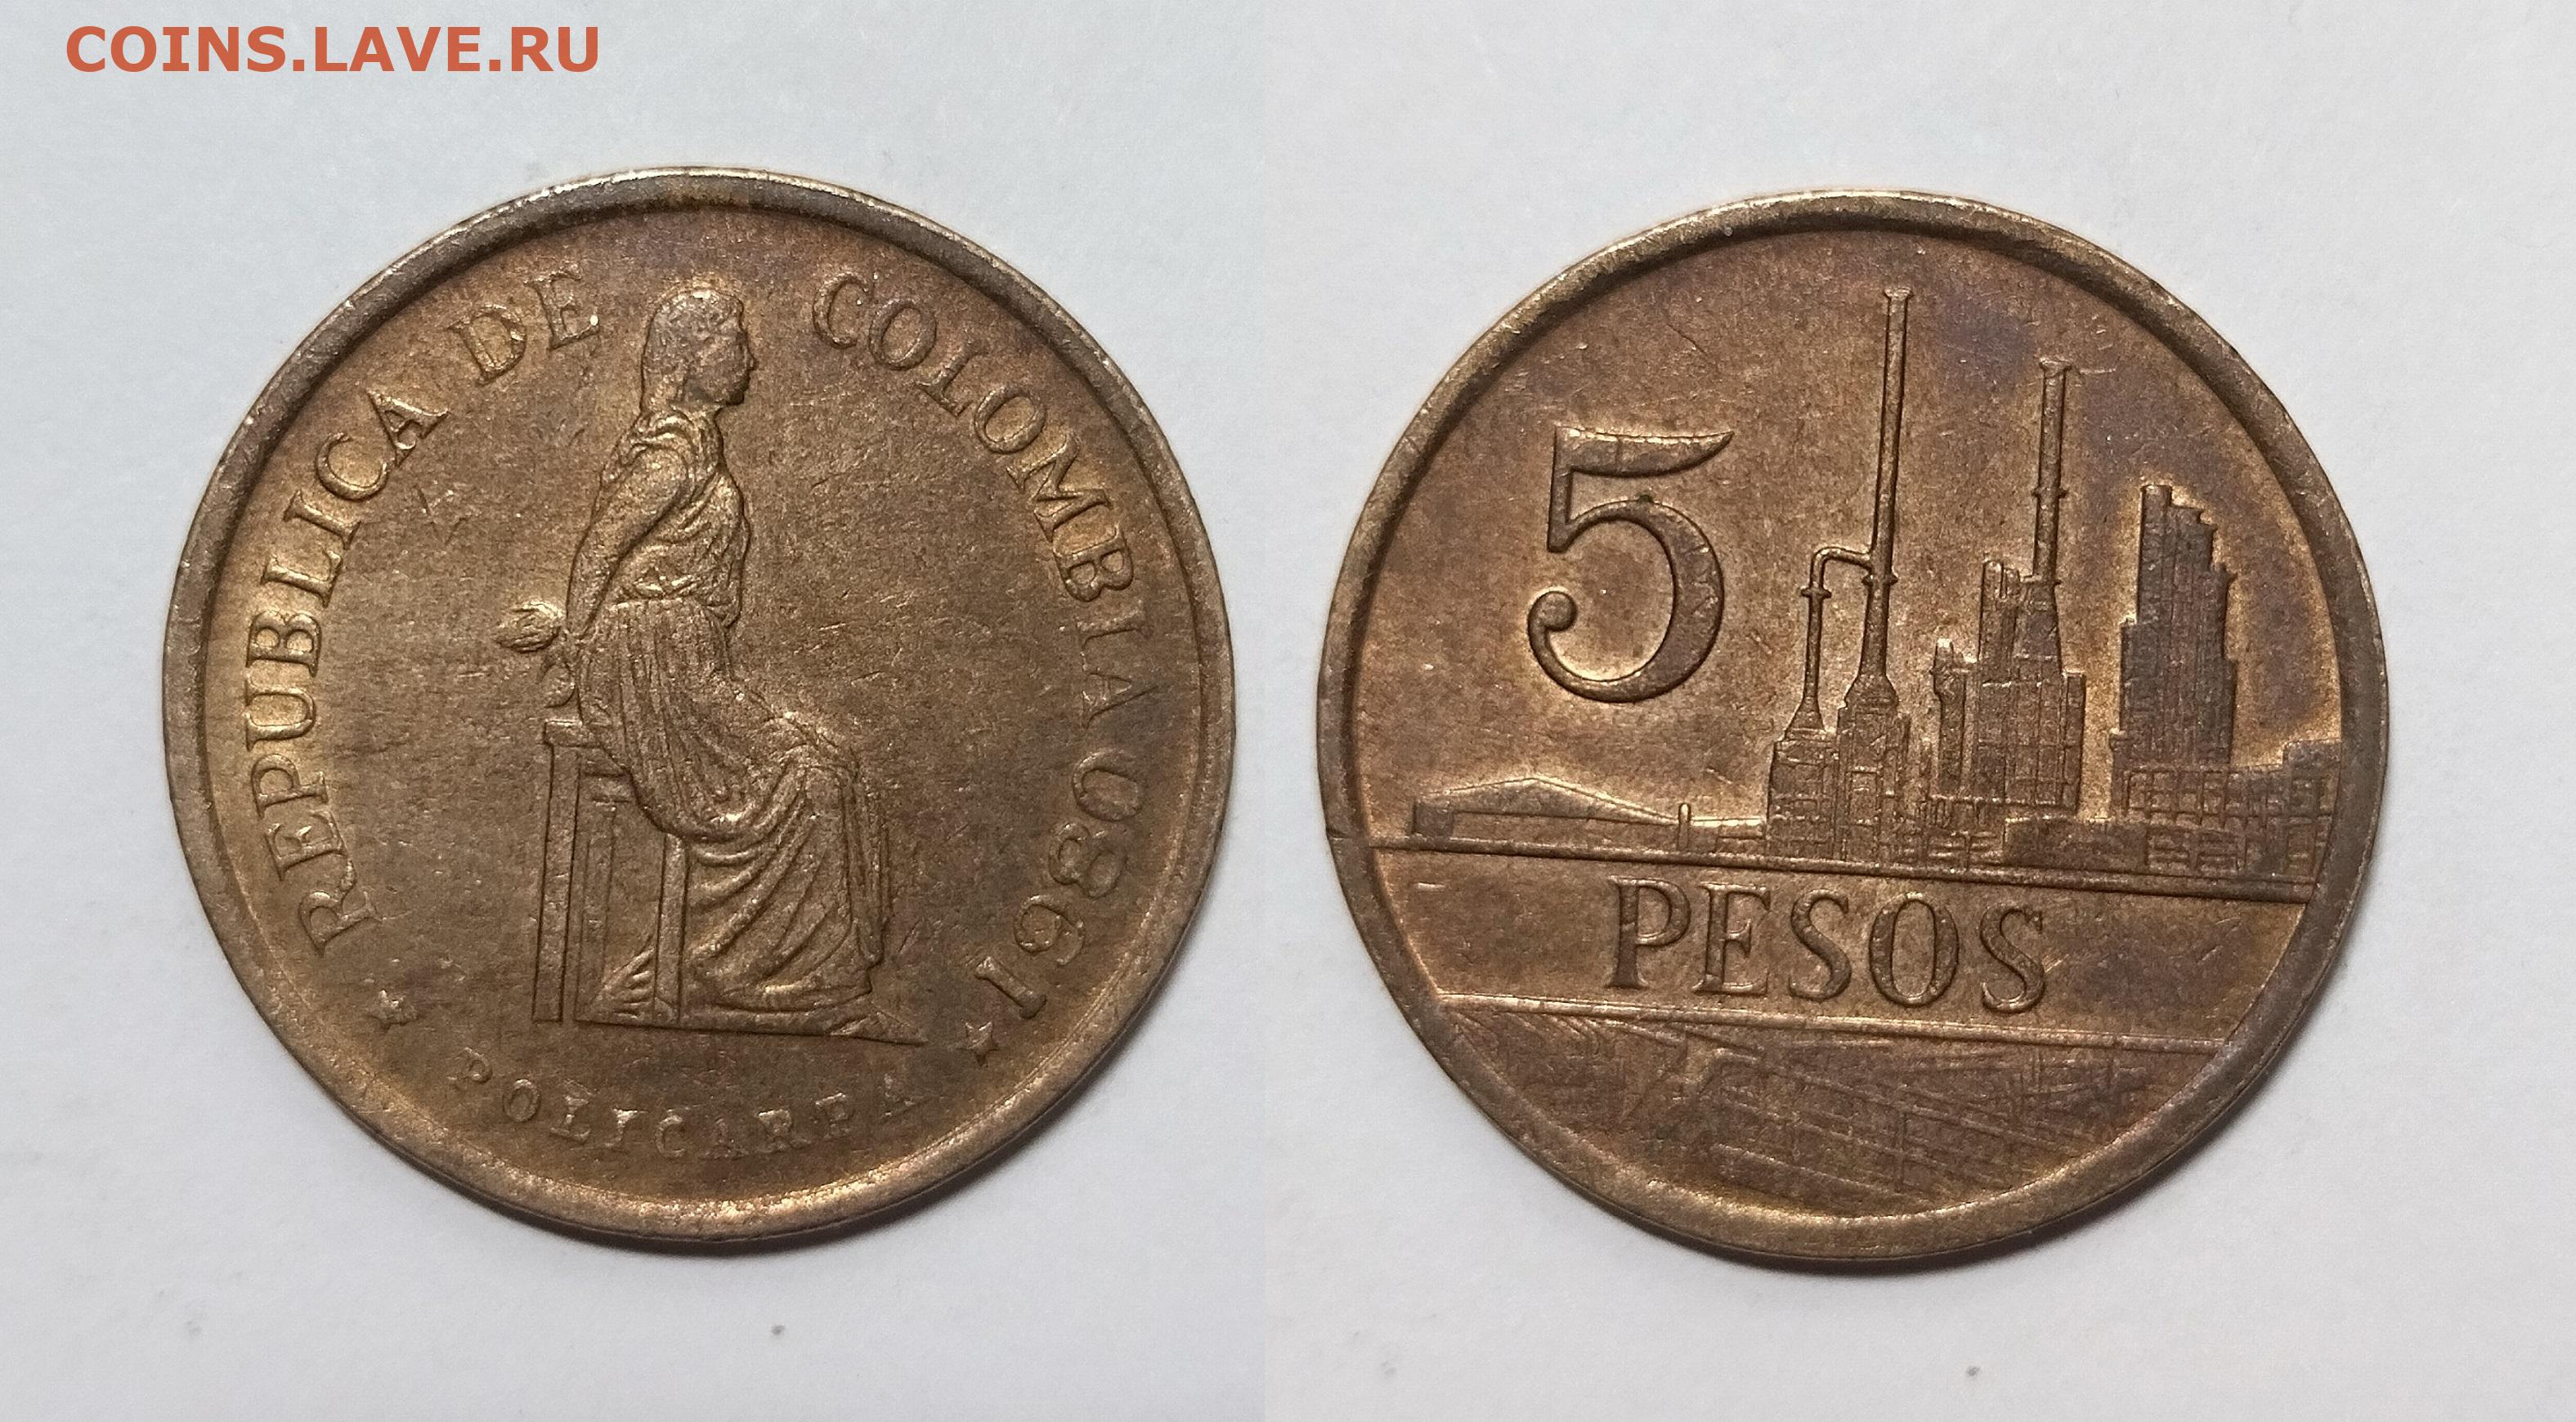 COINS.LAVE.RU
REPUBLICA DE COLOMBIA 1980
POLICARPA
5
PESOS